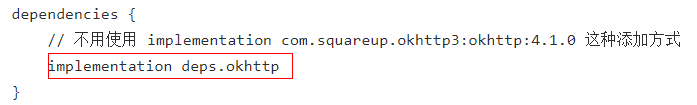 dependencies {
    // 不用使用 implementation com.squareup.okhttp3:okhttp:4.1.0 这种添加方式
    implementation deps.okhttp
}